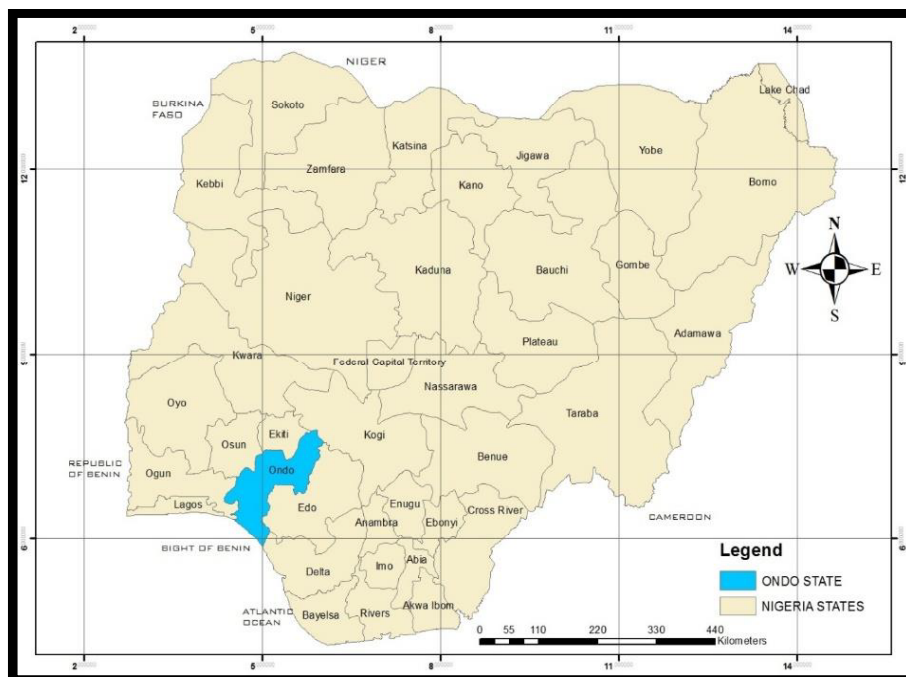 2 5 8 11 14
NIGER
Lake Chad
BURKINA
FASO
Sokoto
Katsina
Jigawa
Yobe
12 12
Zamfara
Kebbi
Kano
Borno
N
W E
S
Kaduna
Bauchi
Gombe
Niger
Adamawa
Plateau
Kwara
Federal Capital Territory
Nassarawa
Oyo
Taraba
Ekiti
Kogi
Osun
Benue
REPUBLIC
OF BENIN
Ogun
Ondo
Lagos
Edo
Enugu
Cross River
Anambra
Ebonyi
CAMEROON
6 6
BIGHT OF BENIN
Legend
Delta
Imo
Abia
ONDO STATE
ATLANTIC
OCEAN
Bayelsa
Rivers
Akwa Ibom
NIGERIA STATES
0 55 110 220 330 440
Kilometers
2 5 8 11 14